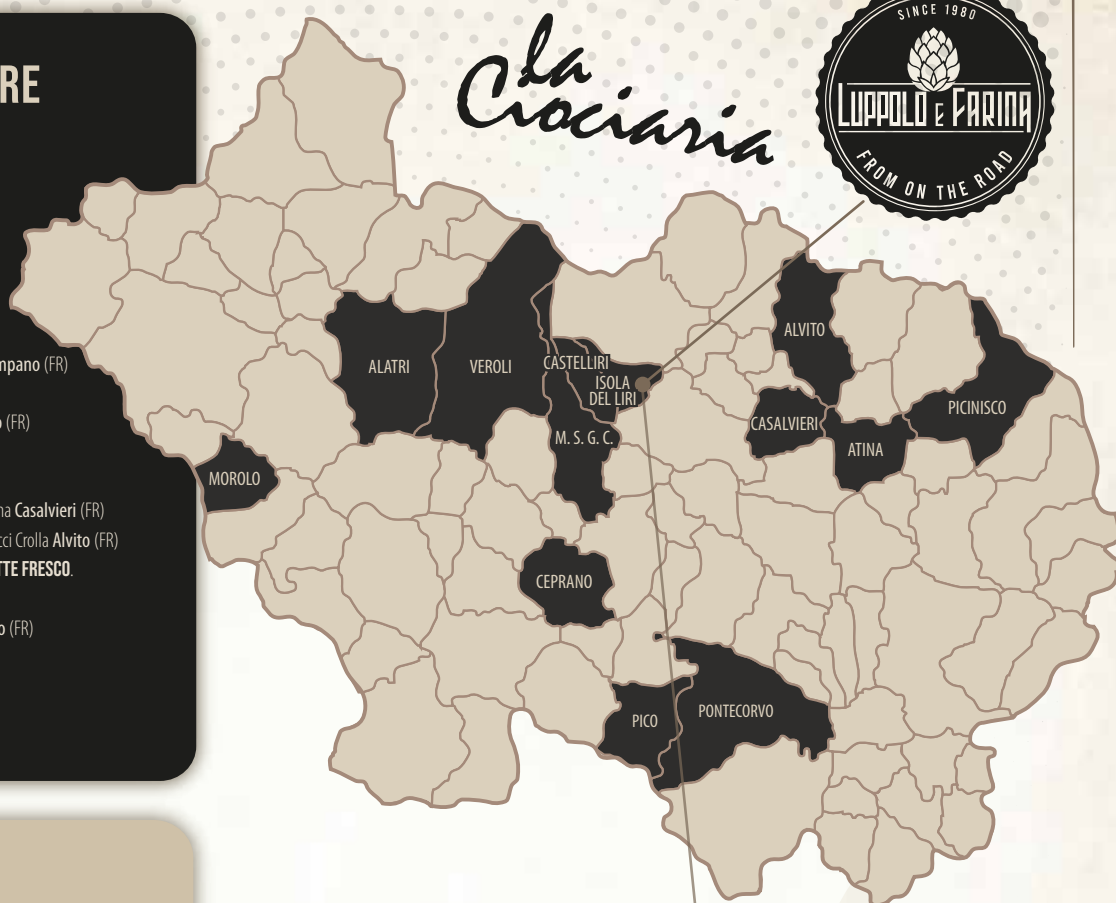 RE
mpano (FR)
o (FR)
na Casalvieri (FR)
cci Crolla Alvito (FR)
TTE FRESCO.
o (FR)
la
Ciociaria
SINCE 1980
LUPPOLO E FARINA
FROM ON THE ROAD
ALATRI
VEROLI
CASTELLIRI
ISOLA
DEL LIRI
M. S. G. C.
ALVITO
CASALVIERI
ATINA
PICINISCO
MOROLO
CEPRANO
PICO
PONTECORVO